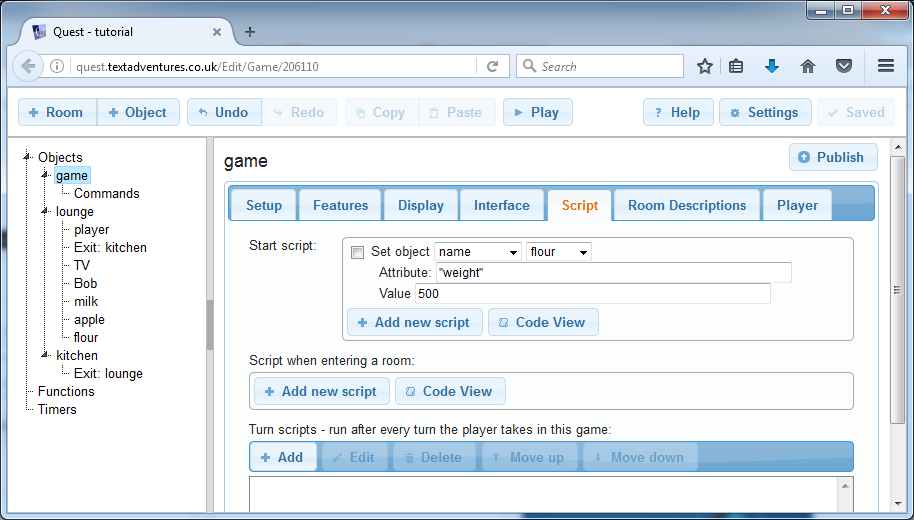 Quest - tutorial
quest.textadventures.co.uk/Edit/Game/206110
Search
Room Object Undo Redo Copy Paste Play Help Settings Saved
Objects
game
Commands
lounge
player
Exit: kitchen
TV
Bob
milk
apple
flour
kitchen
Exit: lounge
Functions
Timers
game
Publish
Setup Features Display Interface Script Room Descriptions Player
Start script:
Set object name flour
Attribute: "weight"
Value 500
Add new script Code View
Script when entering a room:
Add new script Code View
Turn scripts - run after every turn the player takes in this game:
Add Edit Delete Move up Move down